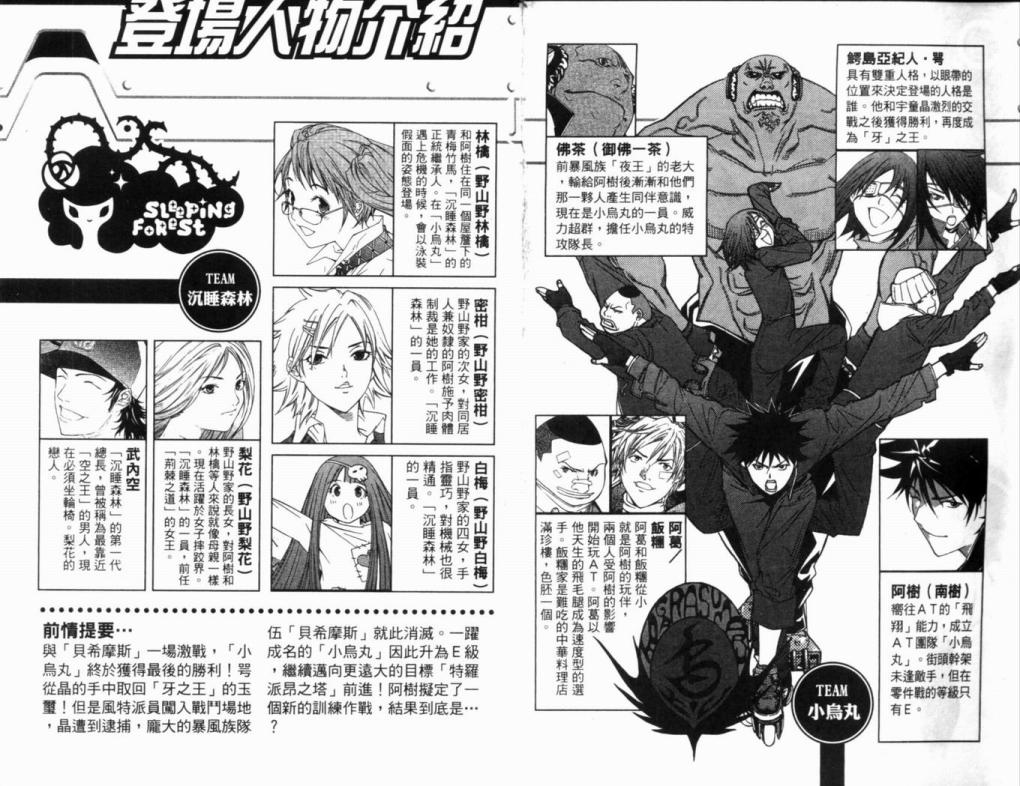 登場人物介紹
鰐島亞紀人・咢
具有雙重人格，以眼帶的
位置來決定登場的人格是
誰。他和宇童晶激烈的交
戰之後獲得勝利，再度成
為「牙」之王。
佛茶（御佛一茶）
前暴風族「夜王」的老大
，輸給阿樹後漸漸和他們
那一夥人產生同伴意識，
現在是小烏丸的一員。威
力超群，擔任小烏丸的特
攻隊長。
阿葛／
飯糰
阿葛和飯糰從小
就是阿樹的玩伴，
兩個人受阿樹的影響
開始玩ＡＴ。阿葛以
他天生的飛毛腿成為速度型的選
手。飯糰家是難吃的中華料理店
滿珍樓，色胚一個。
阿樹（南樹）
嚮往ＡＴ的「飛
翔」能力，成立
ＡＴ團隊「小烏
丸」。街頭幹架
未逢敵手，但在
零件戰的等級只
有Ｅ。
烏
TEAM
小烏丸
SLEEPING
FOREST
TEAM
沉睡森林
林檎（野山野林檎）
和阿樹住在同一個屋簷下的
青梅竹馬，「沉睡森林」的
正統繼承人。在「小烏丸」
遇上危機的時候，會以泳裝
假面的姿態登場。
密柑（野山野密柑）
野山野家的次女，對同居
人兼奴隸的阿樹施予肉體
制裁是她的工作。「沉睡
森林」的一員。
白梅（野山野白梅）
野山野家的四女，手
指靈巧，對機械也很
精通。「沉睡森林」
的一員。
梨花（野山野梨花）
野山野家的長女，對阿樹和
林檎等人來說就像母親一樣
。現在活躍於女子摔跤界。
「沉睡森林」的一員，前任
「荊棘之道」的女王。
武內空
「沉睡森林」的第一代
總長，曾被稱為最靠近
「空之王」的男人，現
在必須坐輪椅。梨花的
戀人。
前情提要…
與「貝希摩斯」一場激戰，「小
烏丸」終於獲得最後的勝利！咢
從晶的手中取回「牙之王」的玉
璽！但是風特派員闖入戰鬥場地
，晶遭到逮捕，龐大的暴風族隊
伍「貝希摩斯」就此消滅。一躍
成名的「小烏丸」因此升為Ｅ級
，繼續邁向更遠大的目標「特羅
派昂之塔」前進！阿樹擬定了一
個新的訓練作戰，結果到底是…
？